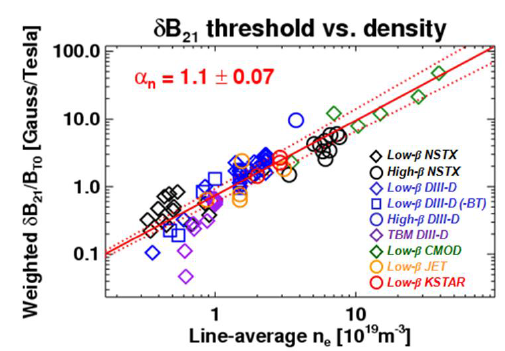 δB21 threshold vs. density
αn = 1.1 ± 0.07
Weighted δB21/BT0 [Gauss/Tesla]
100.0
10.0
1.0
0.1
Low-β NSTX
High-β NSTX
Low-β DIII-D
Low-β DIII-D (-BT)
High-β DIII-D
TBM DIII-D
Low-β CMOD
Low-β JET
Low-β KSTAR
1
10
Line-average ne [10^19m^-3]